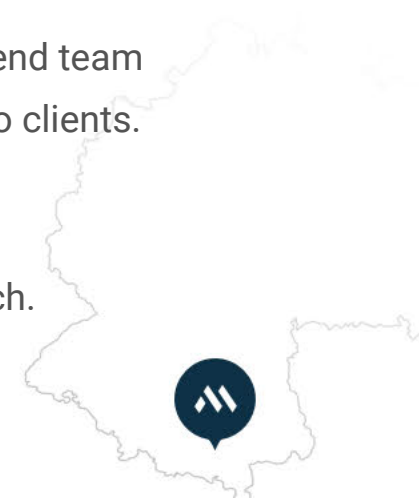 end team
o clients.
ch.